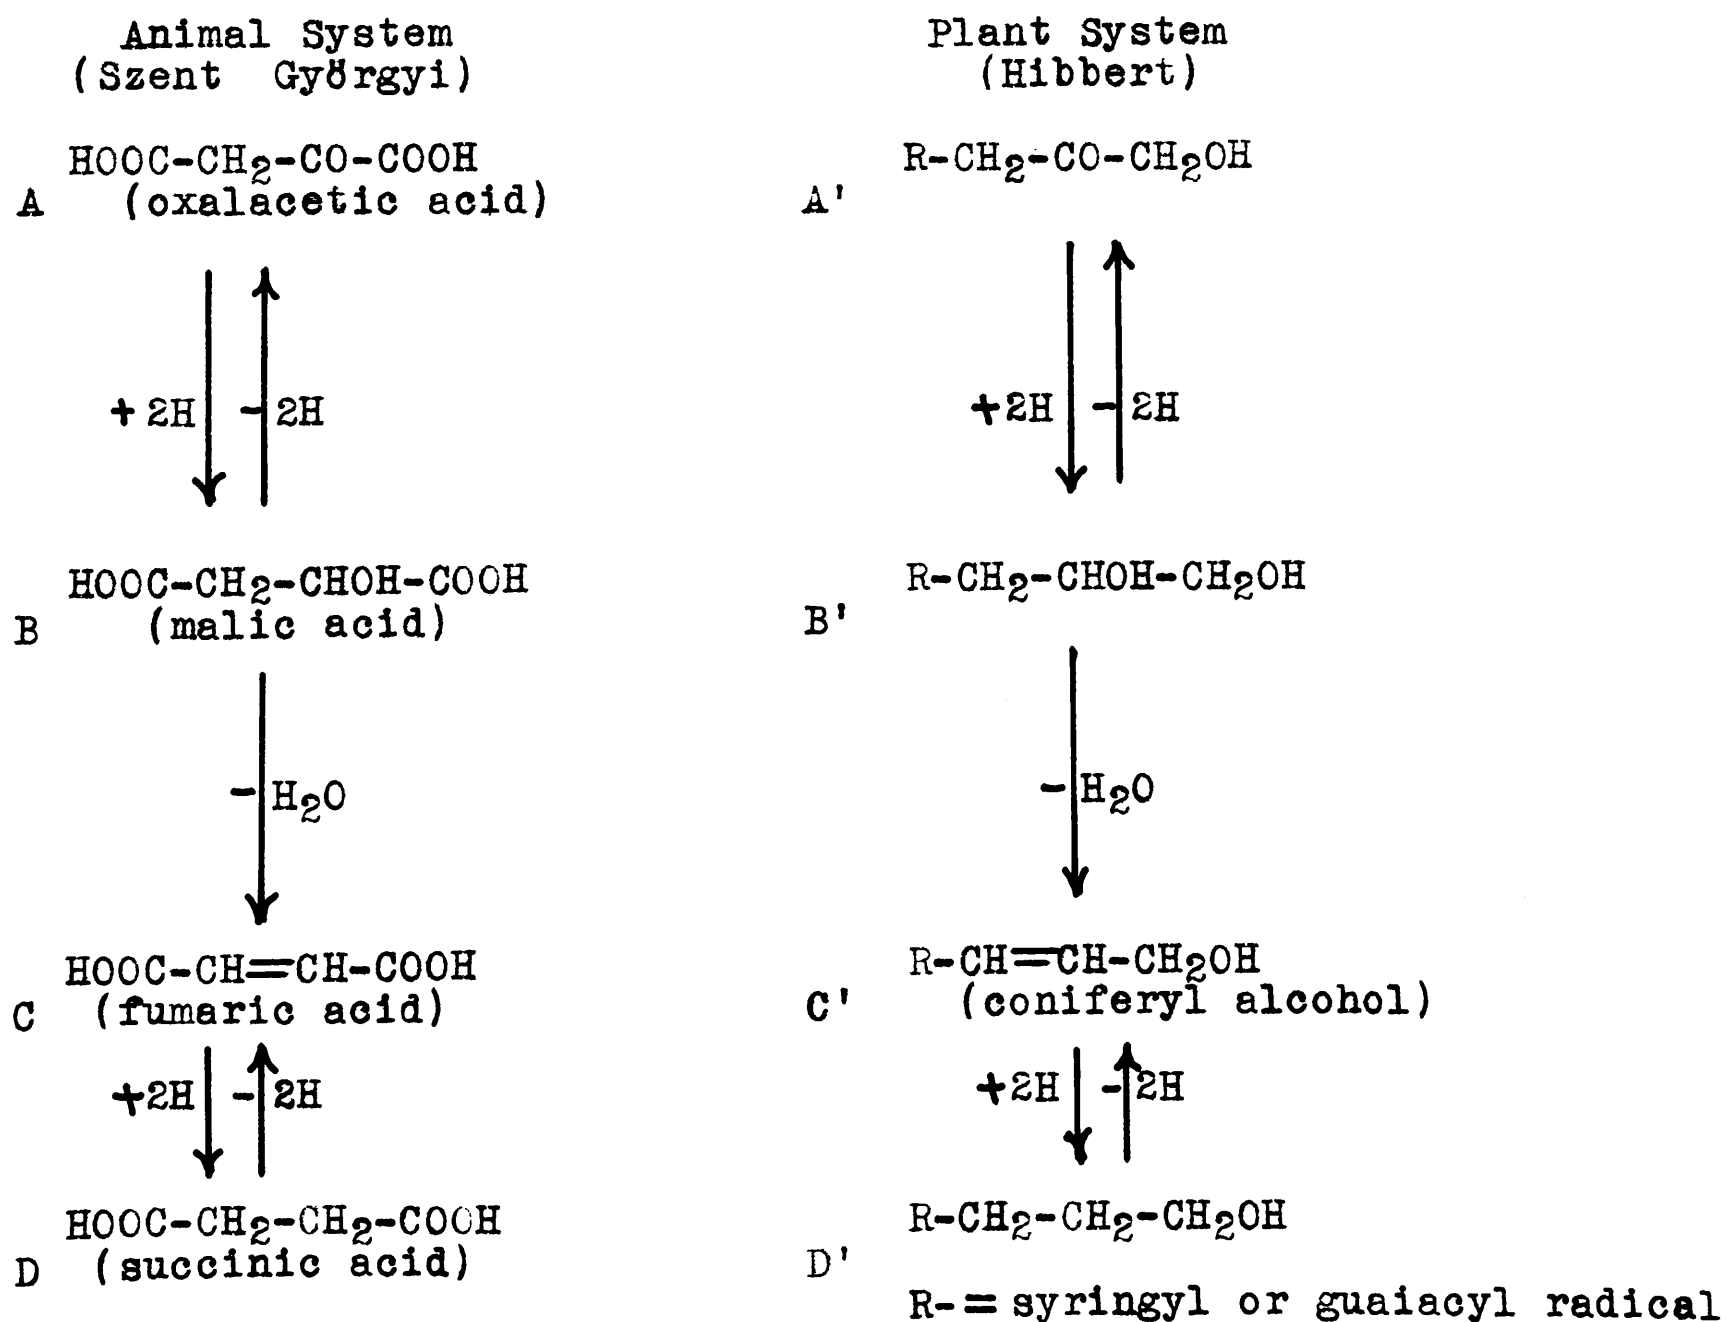 Animal System
(Szent Györgyi)
HOOC-CH2-CO-COOH
A (oxalacetic acid)
+2H -2H
HOOC-CH2-CHOH-COOH
B (malic acid)
-H2O
HOOC-CH=CH-COOH
C (fumaric acid)
+2H -2H
HOOC-CH2-CH2-COOH
D (succinic acid)
Plant System
(Hibbert)
R-CH2-CO-CH2OH
A'
+2H -2H
R-CH2-CHOH-CH2OH
B'
-H2O
R-CH=CH-CH2OH
C' (coniferyl alcohol)
+2H -2H
R-CH2-CH2-CH2OH
D'
R-= syringyl or guaiacyl radical